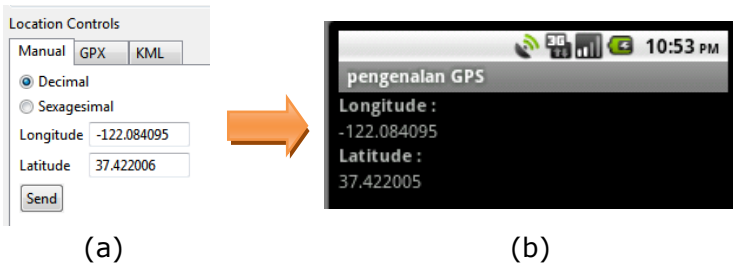 Location Controls
Manual GPX KML
Decimal
Sexagesimal
Longitude -122.084095
Latitude 37.422006
Send
(a)
3G 10:53 PM
pengenalan GPS
Longitude :
-122.084095
Latitude :
37.422005
(b)